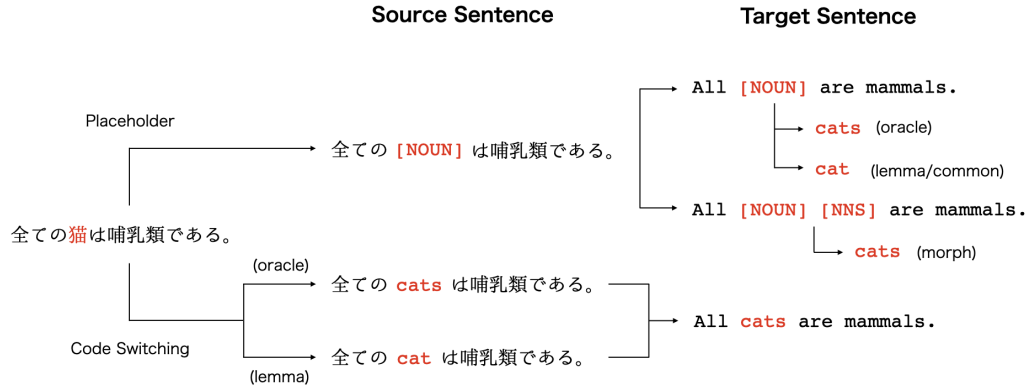 Source Sentence
Target Sentence
All [NOUN] are mammals.
Placeholder
cats (oracle)
全ての [NOUN] は哺乳類である。
cat (lemma/common)
All [NOUN] [NNS] are mammals.
全ての猫は哺乳類である。
cats (morph)
(oracle)
全ての cats は哺乳類である。
All cats are mammals.
Code Switching
全ての cat は哺乳類である。
(lemma)